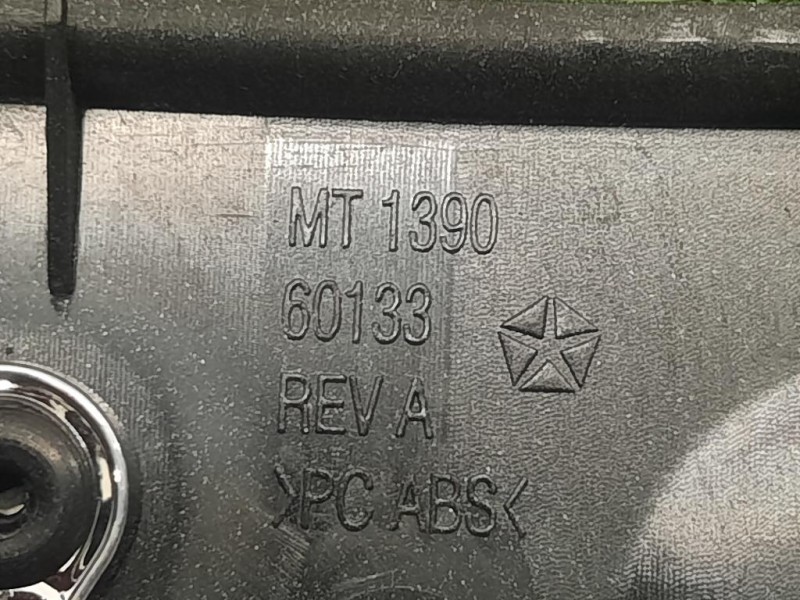 MT 1390
60133
REV A
>PC ABS<